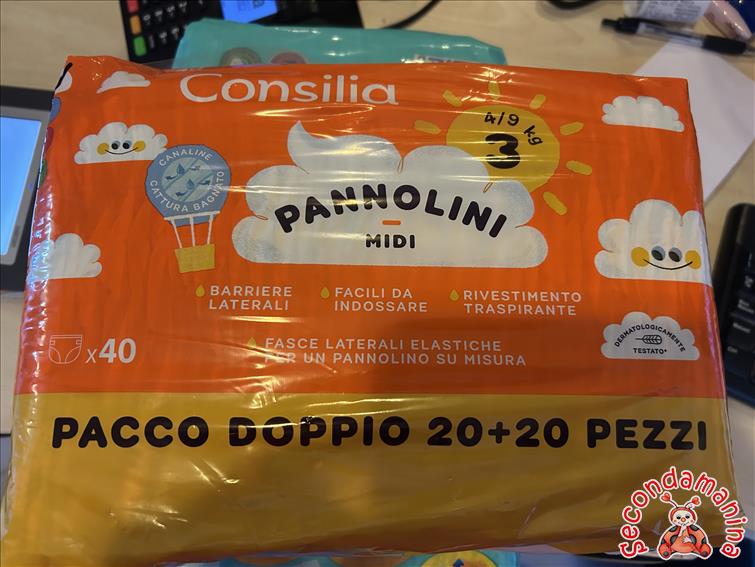 Consilia
4/9 kg
3
CANALINE
CATTURA BAGNATO
PANNOLINI
MIDI
BARRIERE
LATERALI
FACILI DA
INDOSSARE
RIVESTIMENTO
TRASPIRANTE
x40
FASCE LATERALI ELASTICHE
PER UN PANNOLINO SU MISURA
DERMATOLOGICAMENTE
TESTATO*
PACCO DOPPIO 20+20 PEZZI
secondamanina